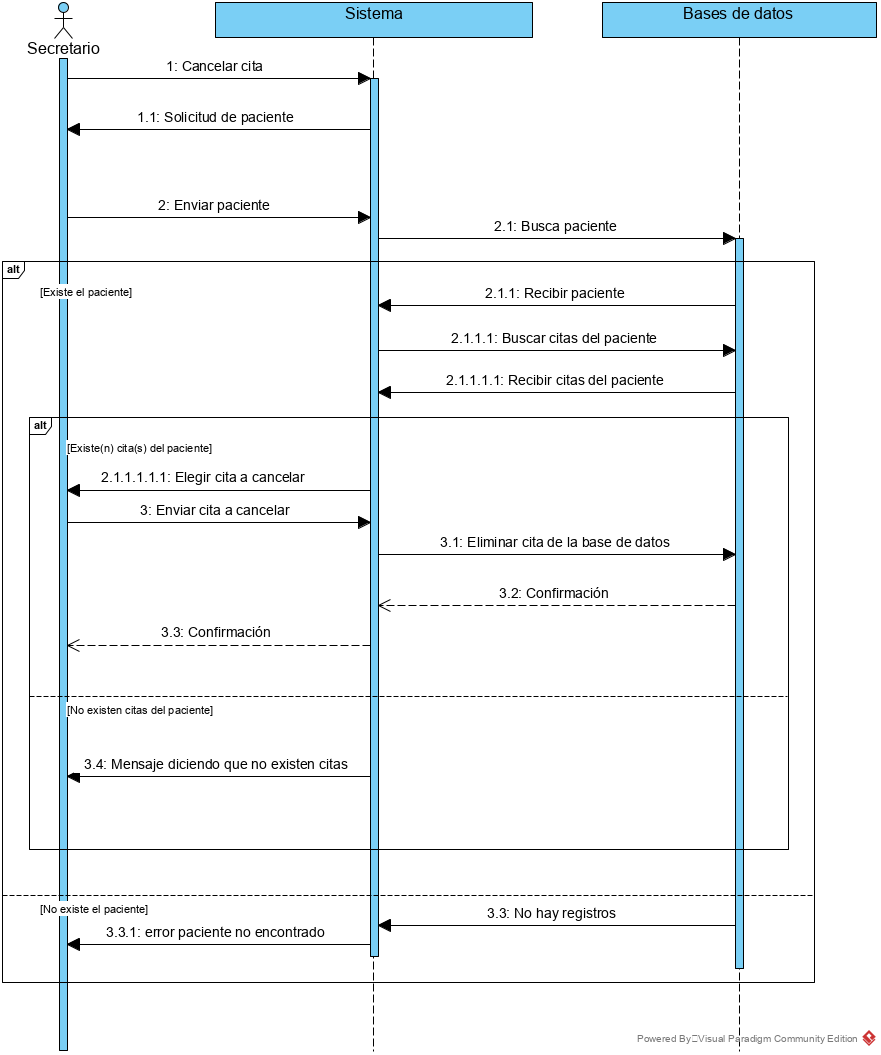 Sistema
Bases de datos
Secretario
1: Cancelar cita
1.1: Solicitud de paciente
2: Enviar paciente
2.1: Busca paciente
alt
[Existe el paciente]
2.1.1: Recibir paciente
2.1.1.1: Buscar citas del paciente
2.1.1.1.1: Recibir citas del paciente
alt
[Existe(n) cita(s) del paciente]
2.1.1.1.1.1: Elegir cita a cancelar
3: Enviar cita a cancelar
3.1: Eliminar cita de la base de datos
3.2: Confirmación
3.3: Confirmación
[No existen citas del paciente]
3.4: Mensaje diciendo que no existen citas
[No existe el paciente]
3.3: No hay registros
3.3.1: error paciente no encontrado
Powered By Visual Paradigm Community Edition